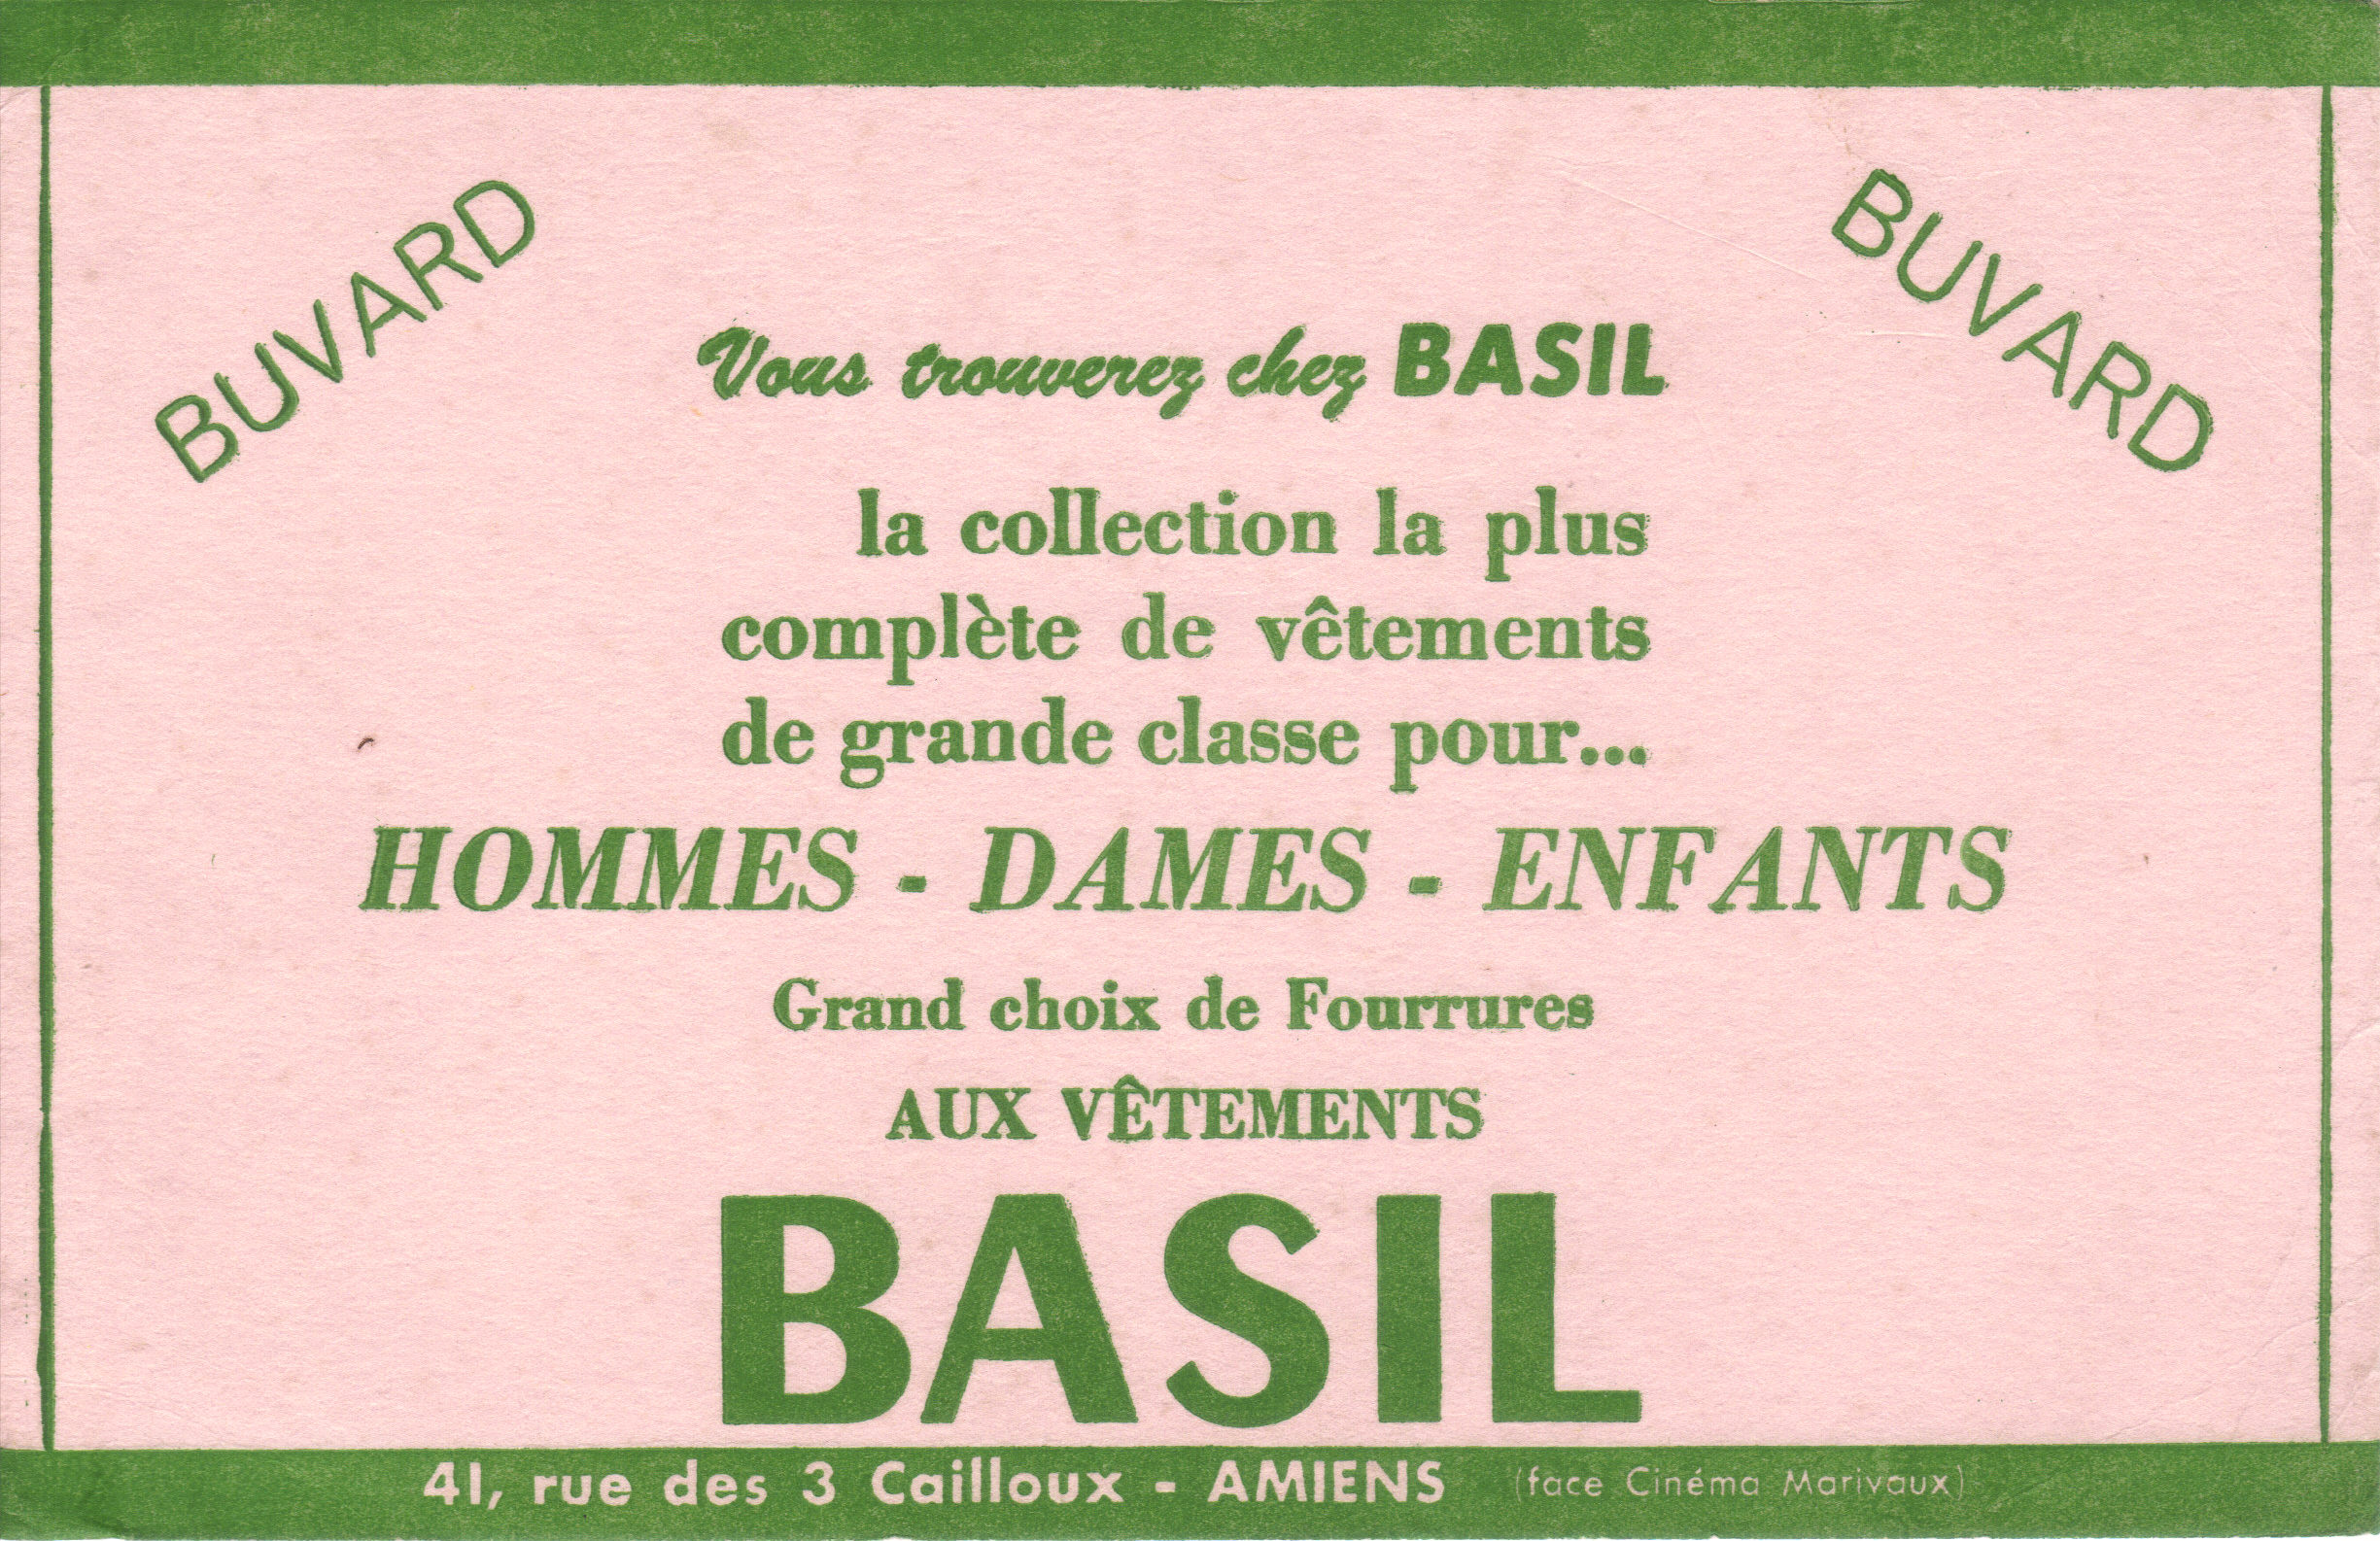 BUVARD
BUVARD
Vous trouverez chez BASIL
la collection la plus
complète de vêtements
de grande classe pour...
HOMMES - DAMES - ENFANTS
Grand choix de Fourrures
AUX VÊTEMENTS
BASIL
41, rue des 3 Cailloux - AMIENS (face Cinéma Marivaux)